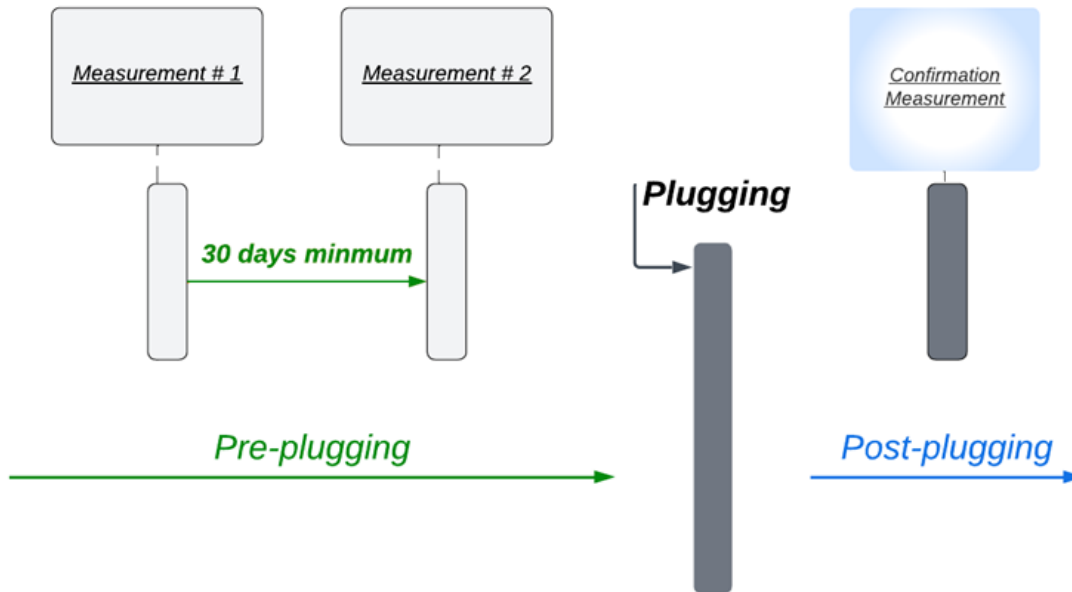 Measurement # 1
Measurement # 2
Confirmation
Measurement
Plugging
30 days minmum
Pre-plugging
Post-plugging